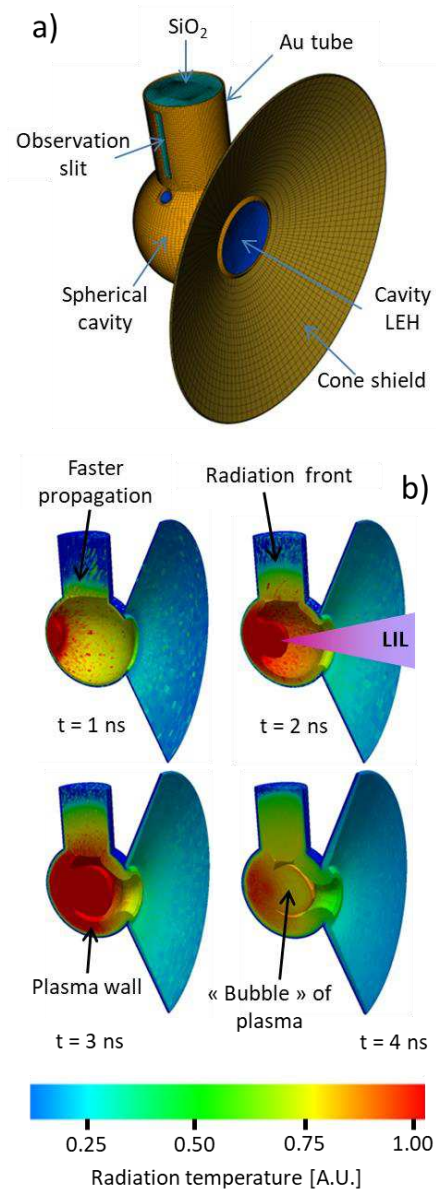 a)
SiO₂
Au tube
Observation
slit
Spherical
cavity
Cavity
LEH
Cone shield
b)
Faster
propagation
Radiation front
LIL
t = 1 ns
t = 2 ns
Plasma wall
« Bubble » of
plasma
t = 3 ns
t = 4 ns
0.25 0.50 0.75 1.00
Radiation temperature [A.U.]